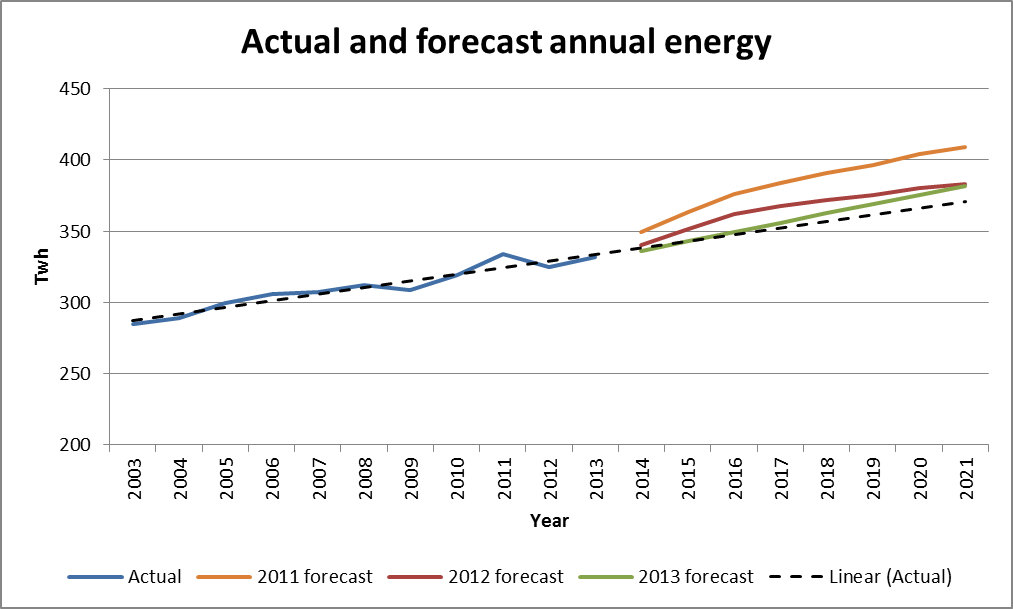 Actual and forecast annual energy
450
400
350
300
250
200
Twh
2003 2004 2005 2006 2007 2008 2009 2010 2011 2012 2013 2014 2015 2016 2017 2018 2019 2020 2021
Year
Actual 2011 forecast 2012 forecast 2013 forecast Linear (Actual)